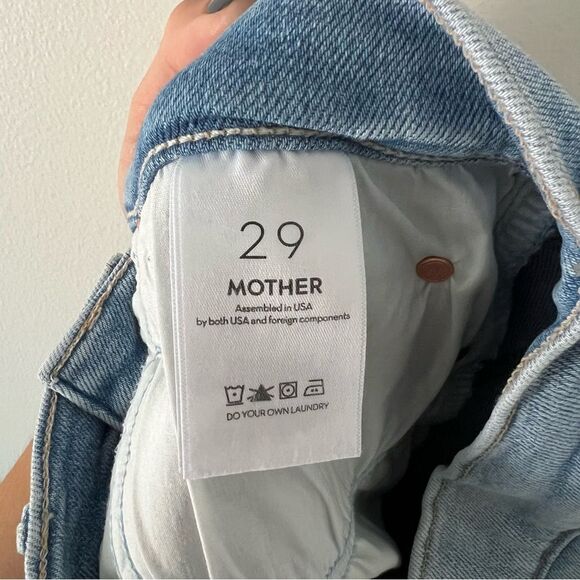 29
MOTHER
Assembled in USA
by both USA and foreign components
DO YOUR OWN LAUNDRY